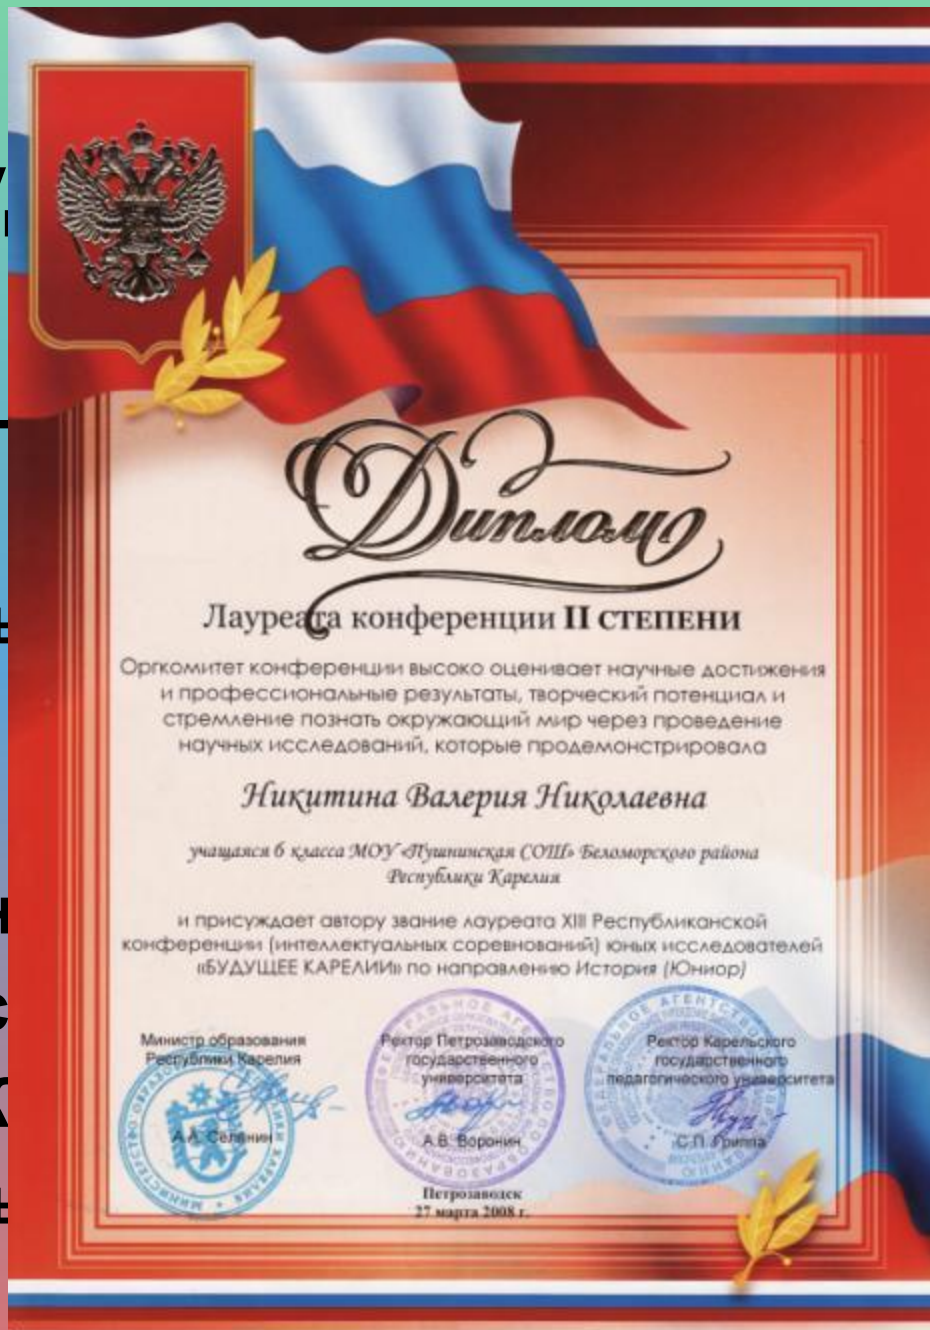 Диплом
Лауреата конференции II СТЕПЕНИ
Оргкомитет конференции высоко оценивает научные достижения
и профессиональные результаты, творческий потенциал и
стремление познать окружающий мир через проведение
научных исследований, которые продемонстрировала
Никитина Валерия Николаевна
учащаяся 6 класса МОУ «Пушнинская СОШ» Беломорского района
Республики Карелия
и присуждает автору звание лауреата XIII Республиканской
конференции (интеллектуальных соревнований) юных исследователей
«БУДУЩЕЕ КАРЕЛИИ» по направлению История (Юниор)
Министр образования
Республики Карелия
А.А. Селянин
Ректор Петрозаводского
государственного
университета
А.В. Воронин
Ректор Карельского
государственного
педагогического университета
С.П. Гриппа
Петрозаводск
27 марта 2008 г.